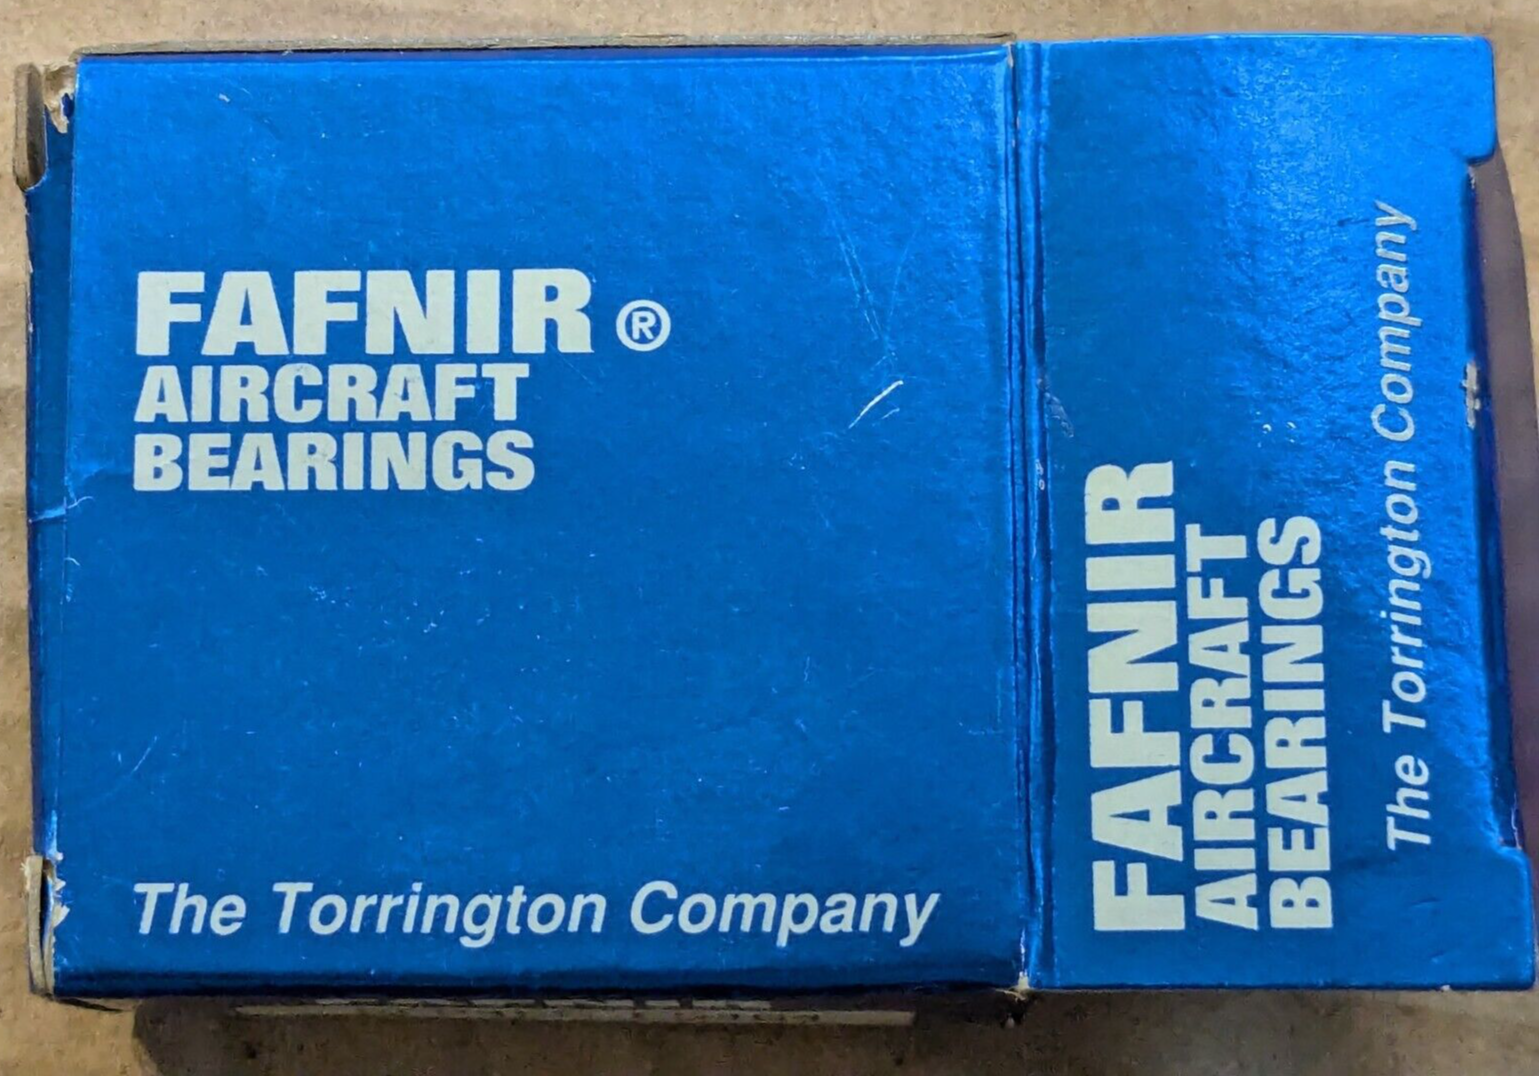 FAFNIR ®
AIRCRAFT
BEARINGS
The Torrington Company
FAFNIR
AIRCRAFT
BEARINGS
The Torrington Company